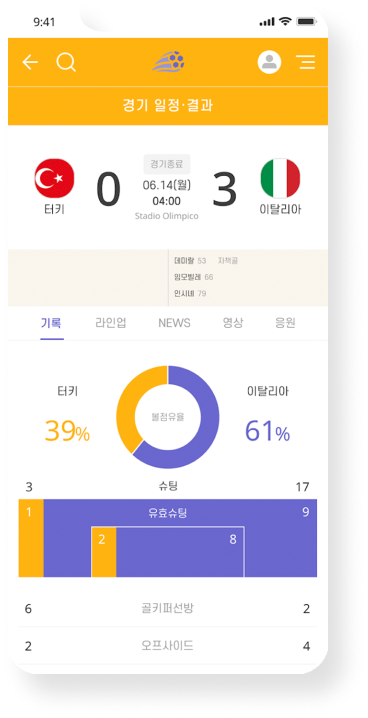 9:41
경기 일정·결과
경기종료
0 06.14(월) 3
04:00
Stadio Olimpico
터키 이탈리아
데미랄 53 자책골
임모빌레 66
인시녜 79
기록 라인업 NEWS 영상 응원
터키 이탈리아
볼점유율
39% 61%
3 슈팅 17
1 유효슈팅 9
2 8
6 골키퍼선방 2
2 오프사이드 4